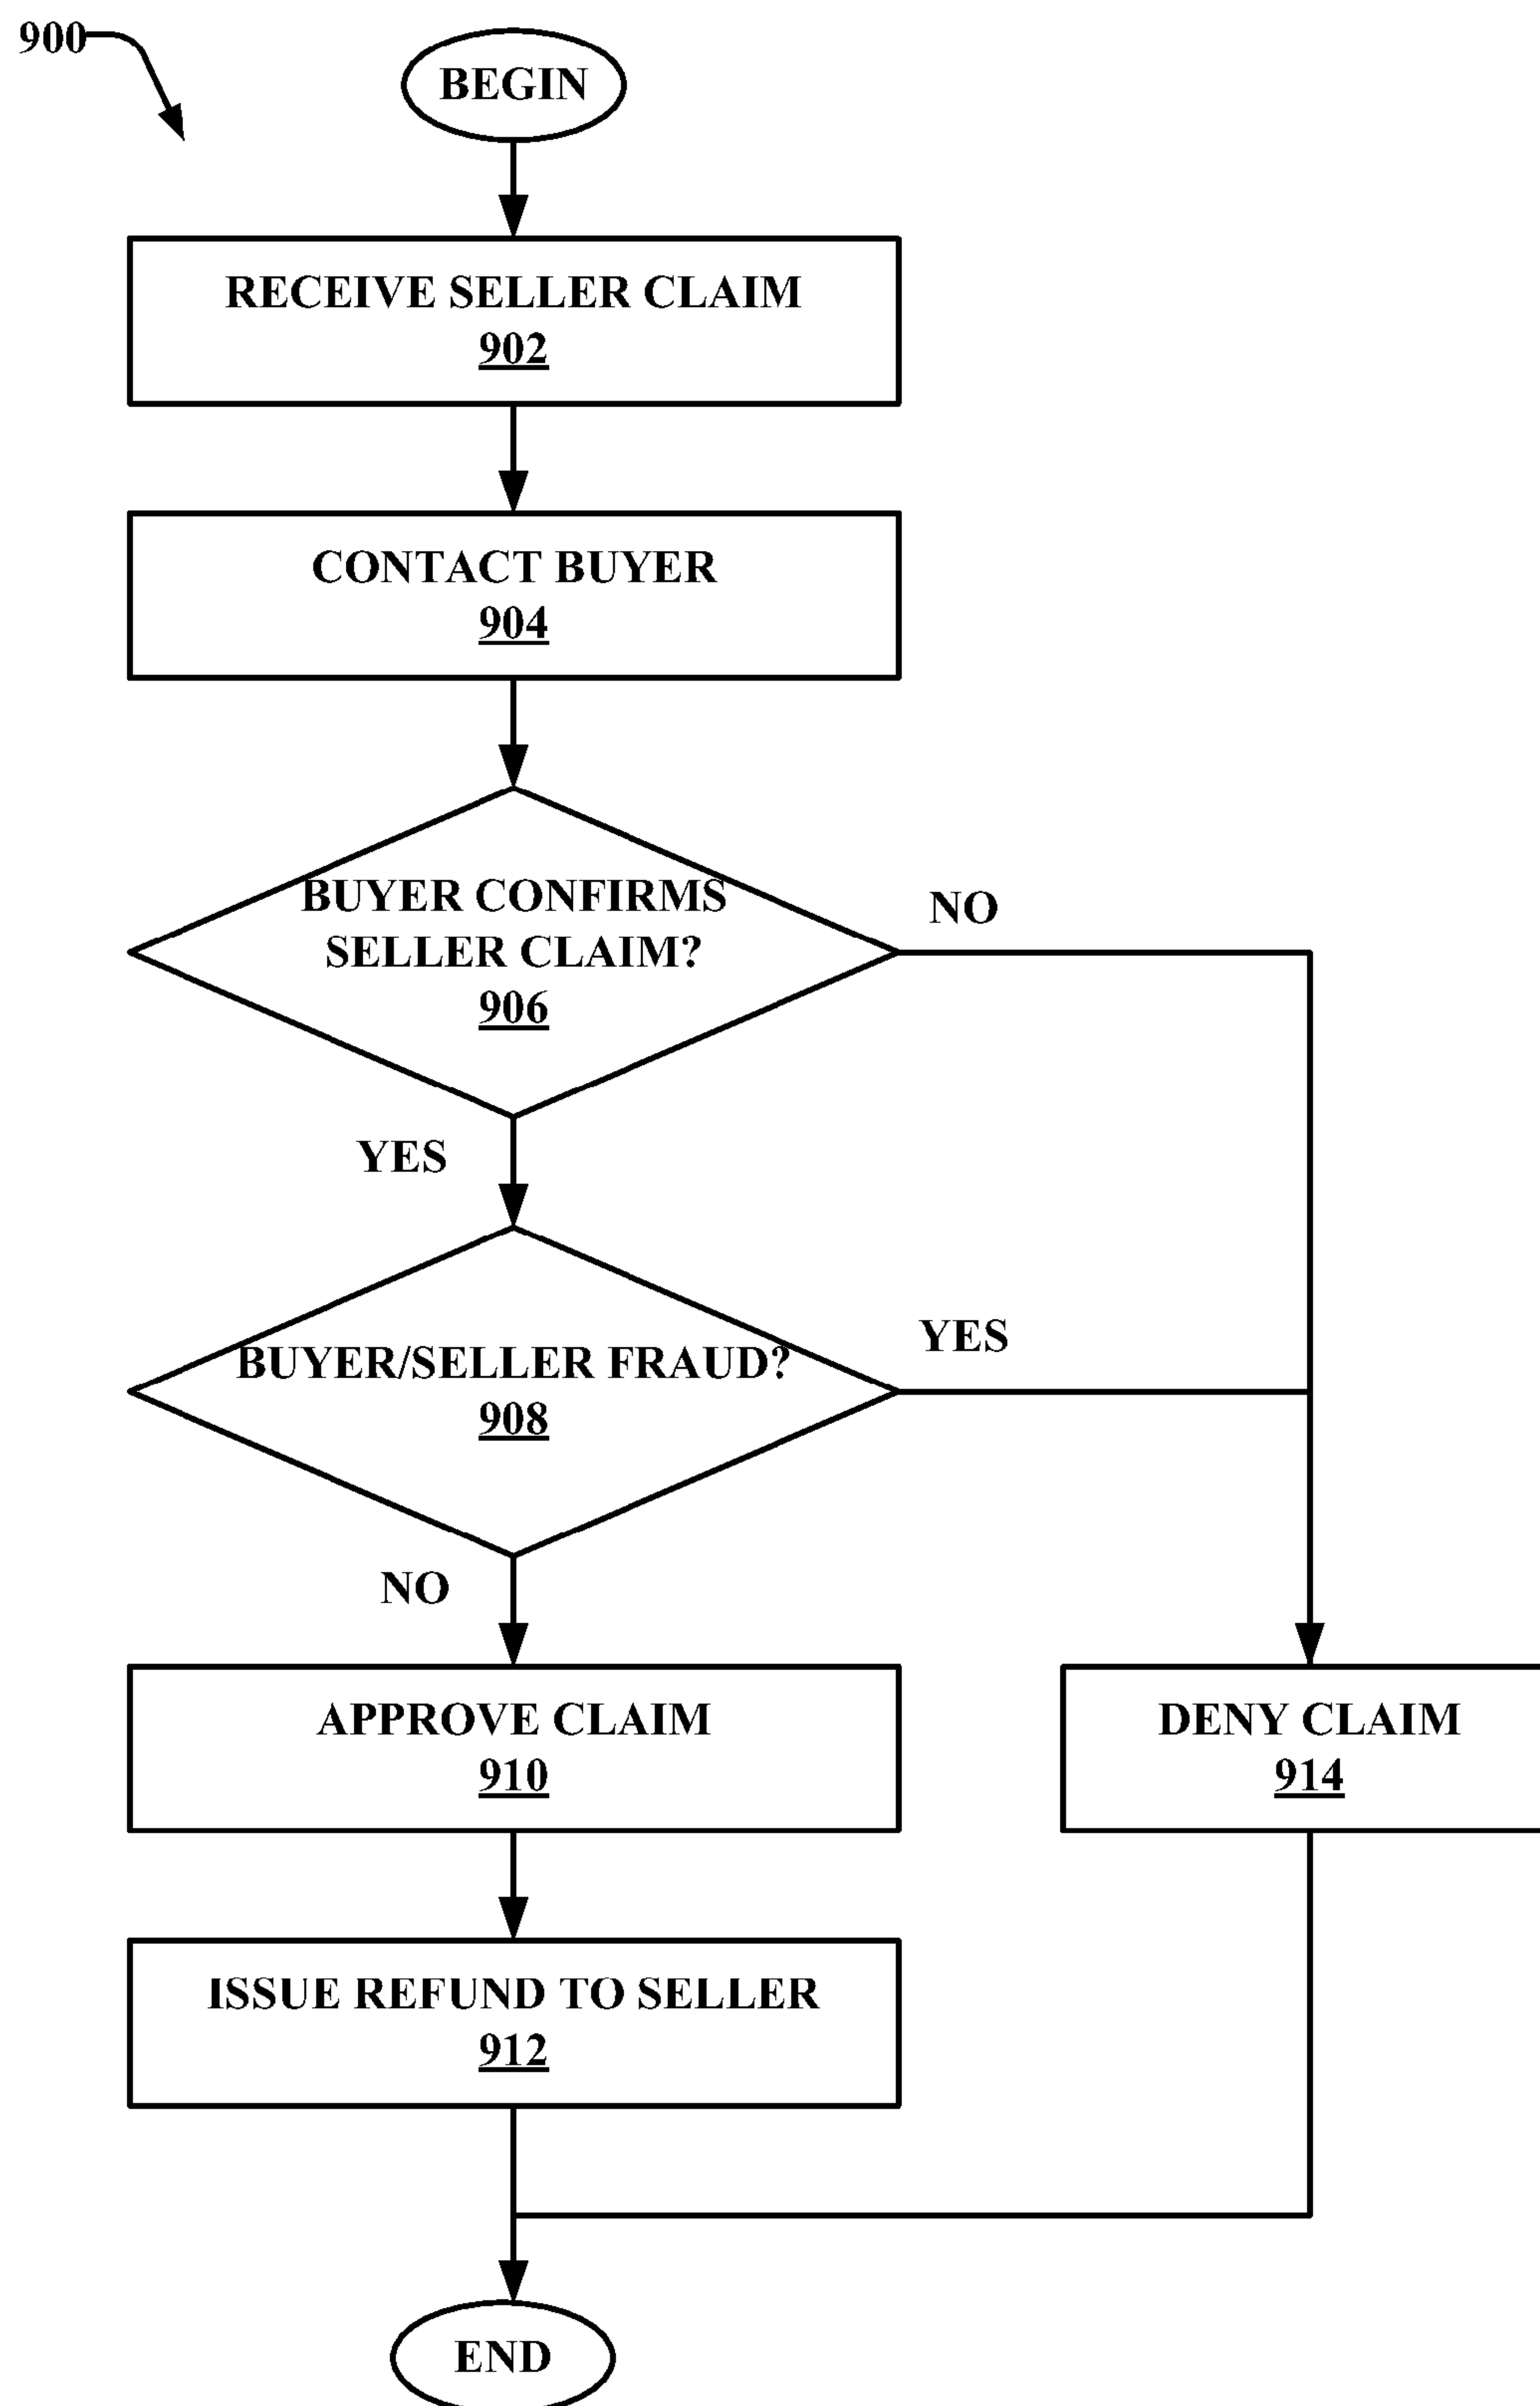 900
BEGIN
RECEIVE SELLER CLAIM
902
CONTACT BUYER
904
BUYER CONFIRMS
SELLER CLAIM?
906
NO
YES
BUYER/SELLER FRAUD?
908
YES
NO
APPROVE CLAIM
910
DENY CLAIM
914
ISSUE REFUND TO SELLER
912
END